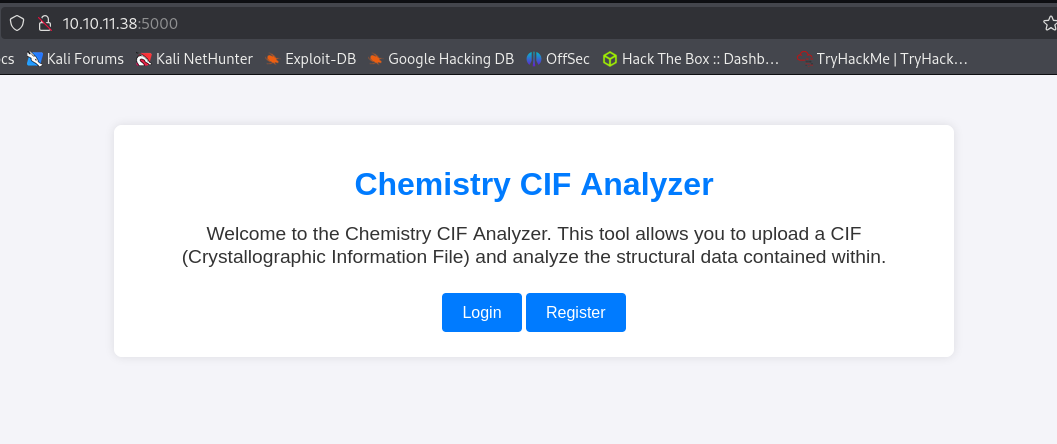 10.10.11.38:5000
cs Kali Forums Kali NetHunter Exploit-DB Google Hacking DB OffSec Hack The Box :: Dashb... TryHackMe | TryHack...
Chemistry CIF Analyzer
Welcome to the Chemistry CIF Analyzer. This tool allows you to upload a CIF
(Crystallographic Information File) and analyze the structural data contained within.
Login Register